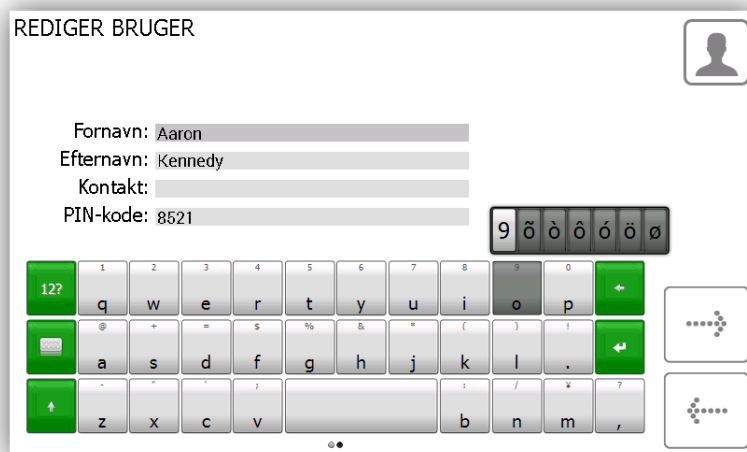 REDIGER BRUGER
Fornavn: Aaron
Efternavn: Kennedy
Kontakt:
PIN-kode: 8521
9 õ ò ô ó ö ø
12? 1 2 3 4 5 6 7 8 9 0
q w e r t y u i o p
@ + = $ % & * ( ) !
a s d f g h j k l .
- " ' ; : / ¥ ?
z x c v b n m ,